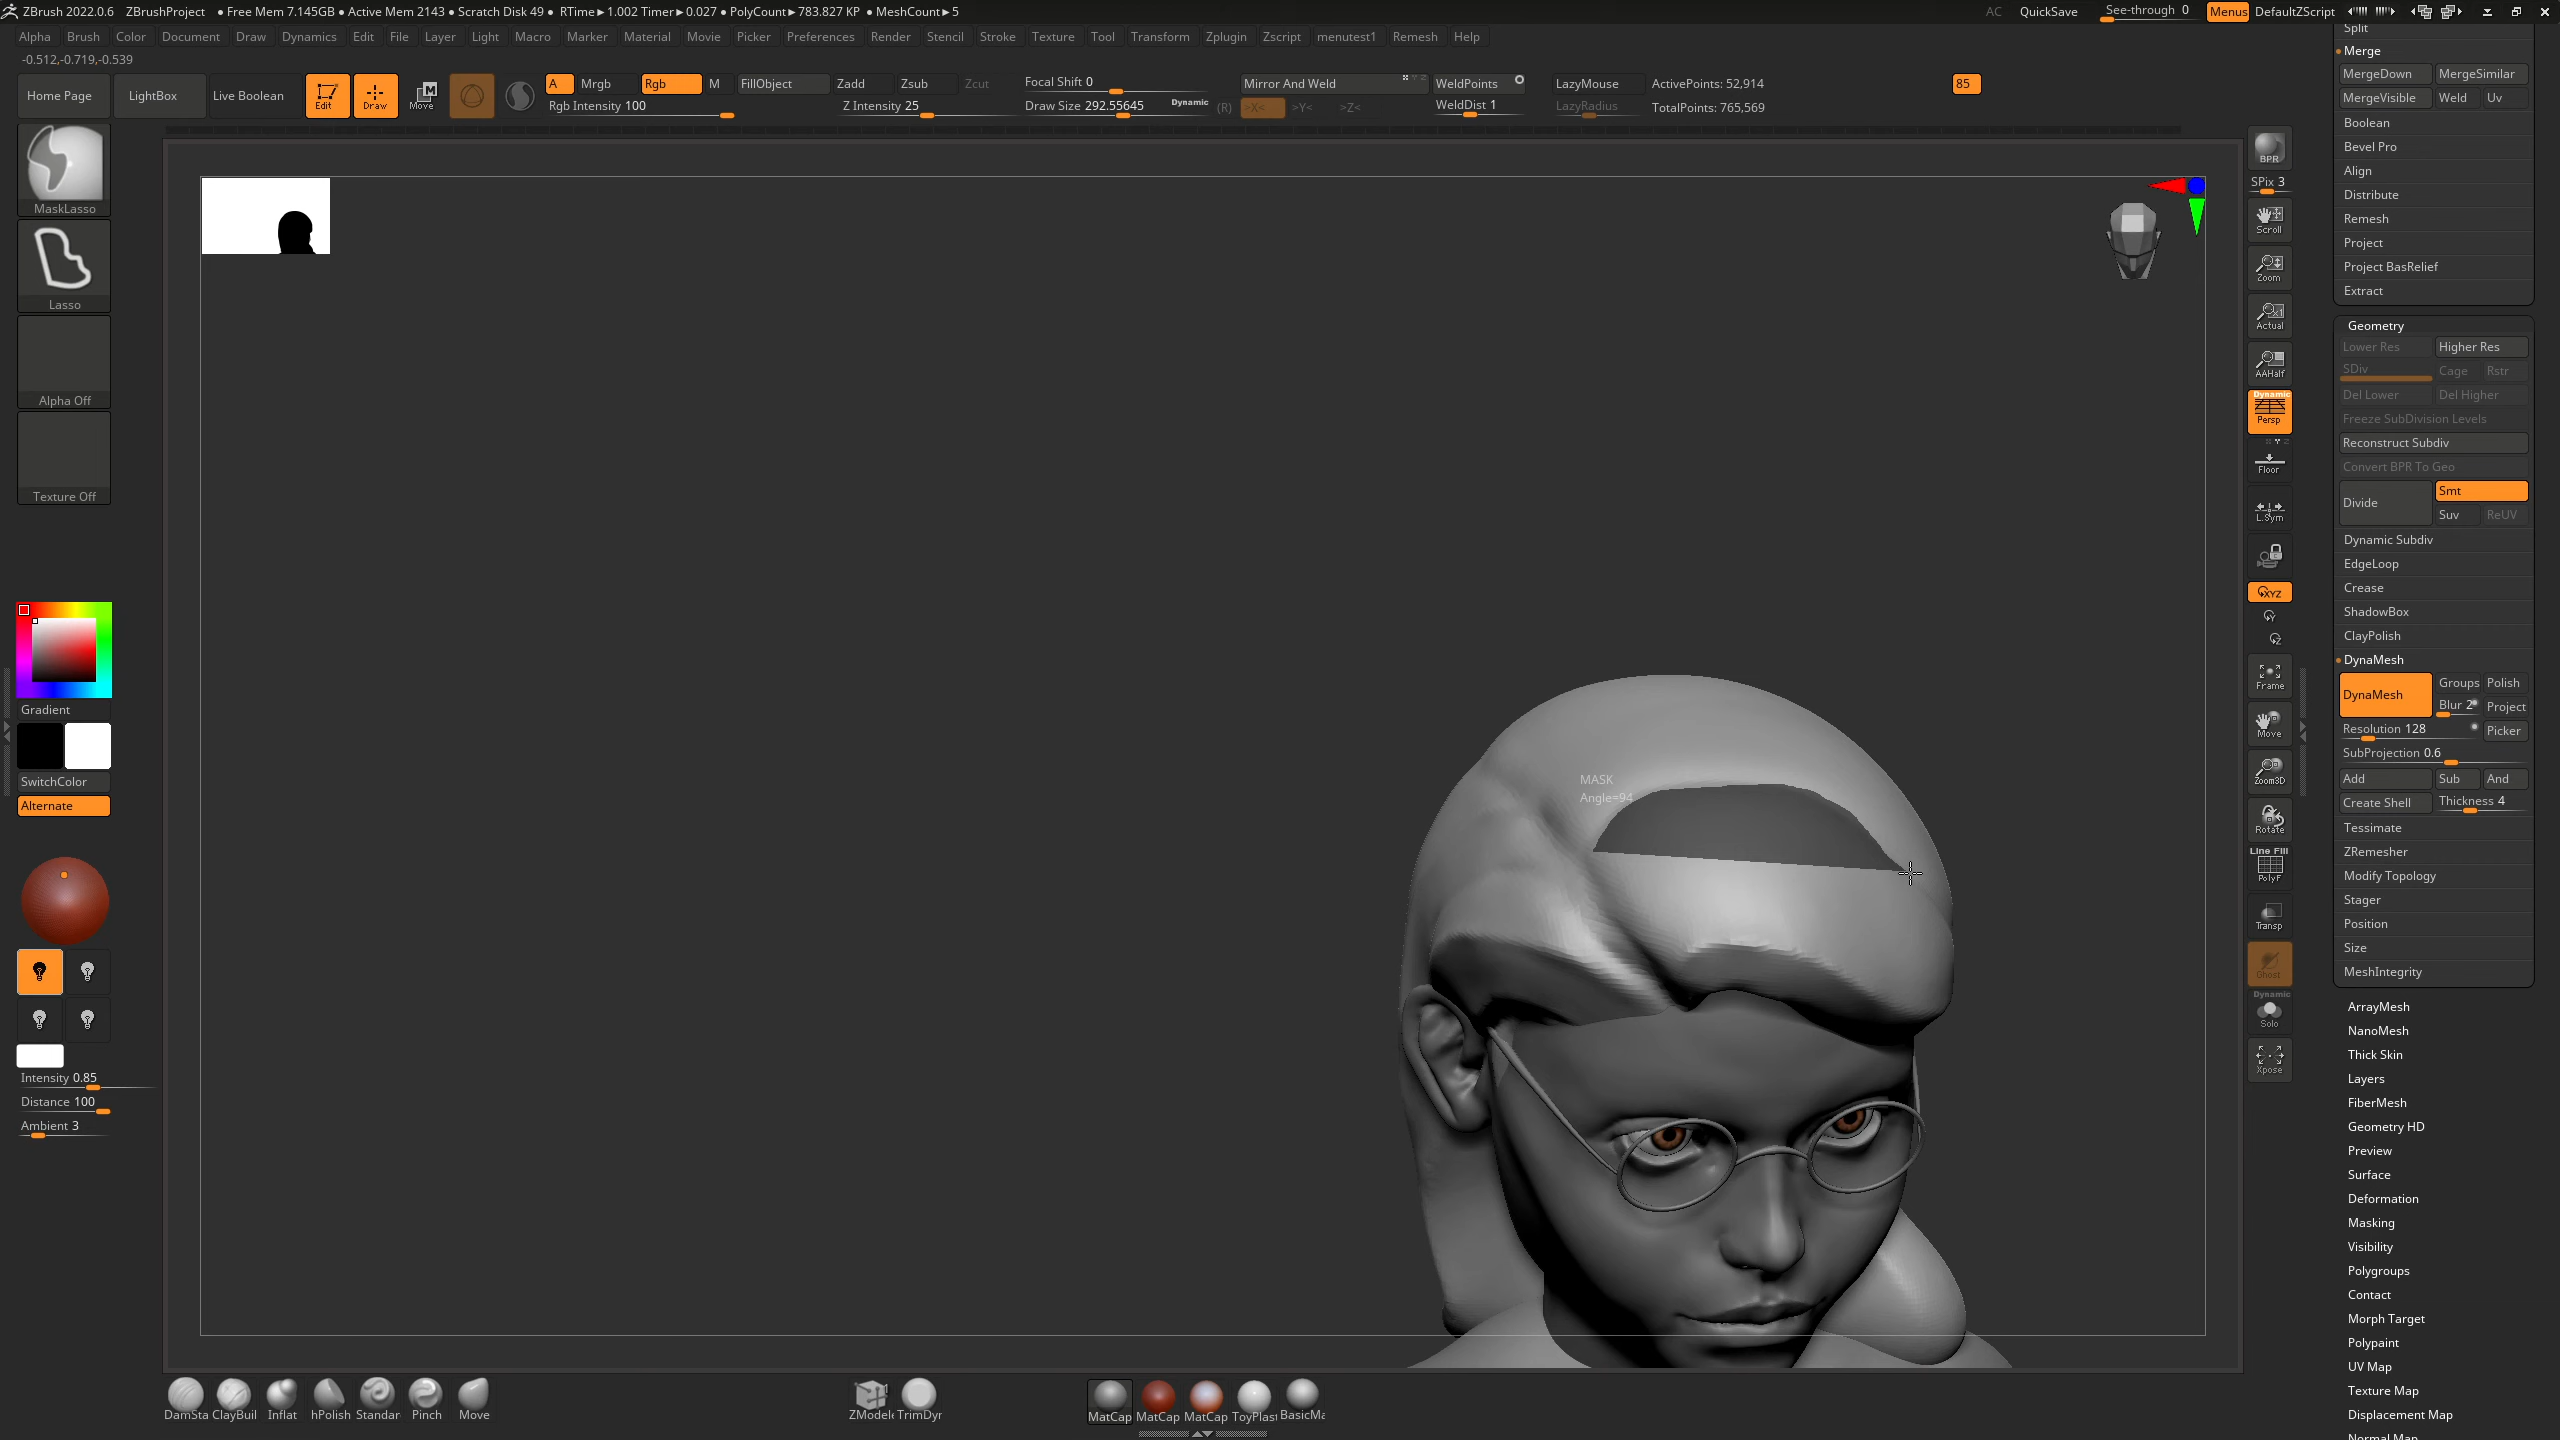 ZBrush 2022.0.6 ZBrushProject ● Free Mem 7.145GB ● Active Mem 2143 ● Scratch Disk 49 ● RTime►1.002 Timer►0.027 ● PolyCount►783.827 KP ● MeshCount►5 AC QuickSave See-through 0 Menus DefaultZScript
Alpha Brush Color Document Draw Dynamics Edit File Layer Light Macro Marker Material Movie Picker Preferences Render Stencil Stroke Texture Tool Transform Zplugin Zscript menutest1 Remesh Help
-0.512,-0.719,-0.539
Home Page LightBox Live Boolean Edit Draw Move
A Mrgb Rgb M FillObject Zadd Zsub Zcut Focal Shift 0 Mirror And Weld WeldPoints LazyMouse ActivePoints: 52,914 85
Rgb Intensity 100 Z Intensity 25 Draw Size 292.55645 Dynamic (R) >X< >Y< >Z< WeldDist 1 LazyRadius TotalPoints: 765,569
MaskLasso
Lasso
Alpha Off
Texture Off
Gradient
SwitchColor
Alternate
Intensity 0.85
Distance 100
Ambient 3
MASK
Angle=94
BPR
SPix 3
Scroll
Zoom
Actual
AAHalf
Dynamic
Persp
Floor
L.Sym
XYZ
Y
Z
Frame
Move
Zoom3D
Rotate
Line Fill
PolyF
Transp
Ghost
Dynamic
Solo
Xpose
Split
Merge
MergeDown MergeSimilar
MergeVisible Weld Uv
Boolean
Bevel Pro
Align
Distribute
Remesh
Project
Project BasRelief
Extract
Geometry
Lower Res Higher Res
SDiv Cage Rstr
Del Lower Del Higher
Freeze SubDivision Levels
Reconstruct Subdiv
Convert BPR To Geo
Divide Smt
Suv ReUV
Dynamic Subdiv
EdgeLoop
Crease
ShadowBox
ClayPolish
DynaMesh
DynaMesh Groups Polish
Blur 2 Project
Resolution 128 Picker
SubProjection 0.6
Add Sub And
Create Shell Thickness 4
Tessimate
ZRemesher
Modify Topology
Stager
Position
Size
MeshIntegrity
ArrayMesh
NanoMesh
Thick Skin
Layers
FiberMesh
Geometry HD
Preview
Surface
Deformation
Masking
Visibility
Polygroups
Contact
Morph Target
Polypaint
UV Map
Texture Map
Displacement Map
Normal Map
DamSta ClayBuil Inflat hPolish Standar Pinch Move ZModele TrimDyr MatCap MatCap MatCap ToyPlast BasicMa